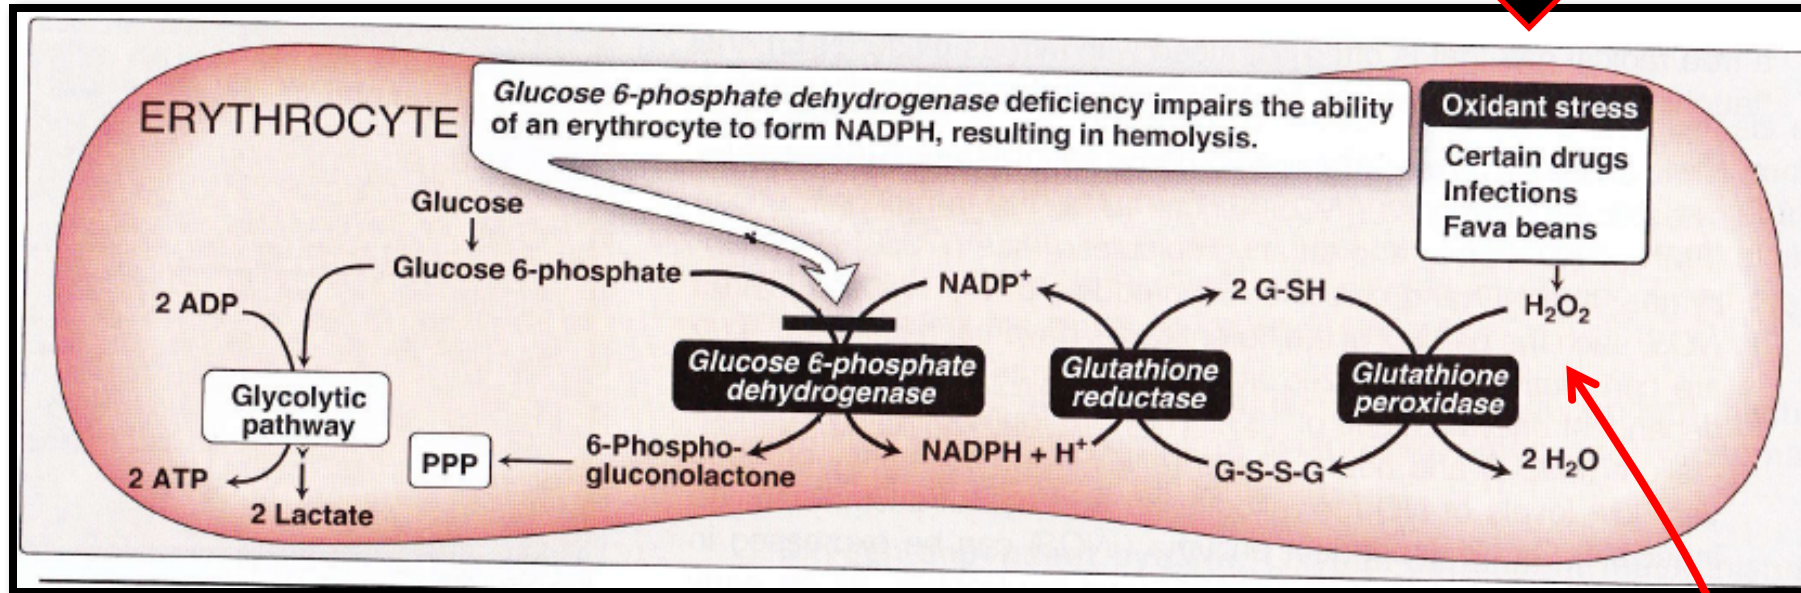 ERYTHROCYTE
Glucose 6-phosphate dehydrogenase deficiency impairs the ability
of an erythrocyte to form NADPH, resulting in hemolysis.
Oxidant stress
Certain drugs
Infections
Fava beans
Glucose
Glucose 6-phosphate
NADP⁺
2 G-SH
H₂O₂
2 ADP
Glycolytic
pathway
Glucose 6-phosphate
dehydrogenase
Glutathione
reductase
Glutathione
peroxidase
2 ATP
2 Lactate
PPP
6-Phospho-
gluconolactone
NADPH + H⁺
G-S-S-G
2 H₂O